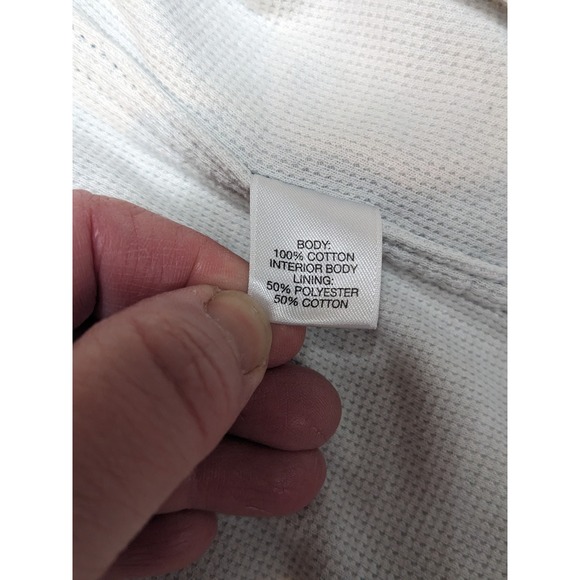 BODY:
100% COTTON
INTERIOR BODY
LINING:
50% POLYESTER
50% COTTON